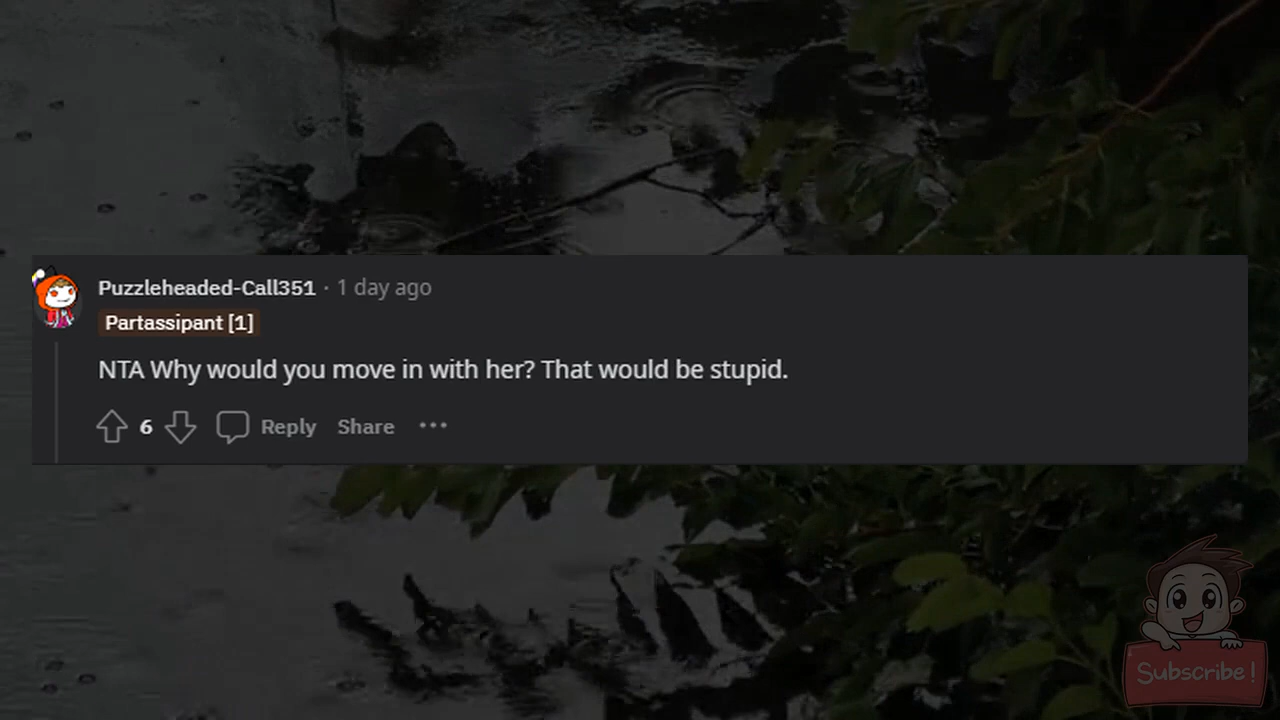 Puzzleheaded-Call351 · 1 day ago
Partassipant [1]
NTA Why would you move in with her? That would be stupid.
6 Reply Share ···
Subscribe!